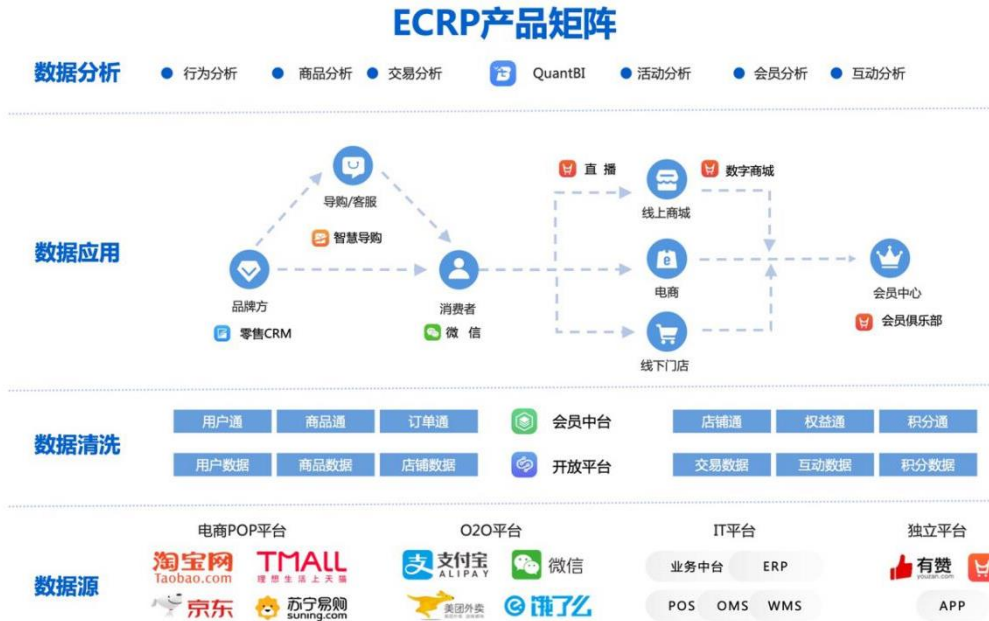 ECRP产品矩阵
数据分析 行为分析 商品分析 交易分析 QuantBI 活动分析 会员分析 互动分析
直 播 数字商城
导购/客服 线上商城
智慧导购
数据应用
品牌方 消费者 电商 会员中心
零售CRM 微 信 会员俱乐部
线下门店
数据清洗
用户通 商品通 订单通 会员中台 店铺通 权益通 积分通
用户数据 商品数据 店铺数据 开放平台 交易数据 互动数据 积分数据
电商POP平台 O2O平台 IT平台 独立平台
数据源
淘宝网 TMALL 支付宝 微信 业务中台 ERP 有赞
Taobao.com 理想生活上天猫 ALIPAY youzan.com
京东 苏宁易购 美团外卖 饿了么 POS OMS WMS APP
suning.com